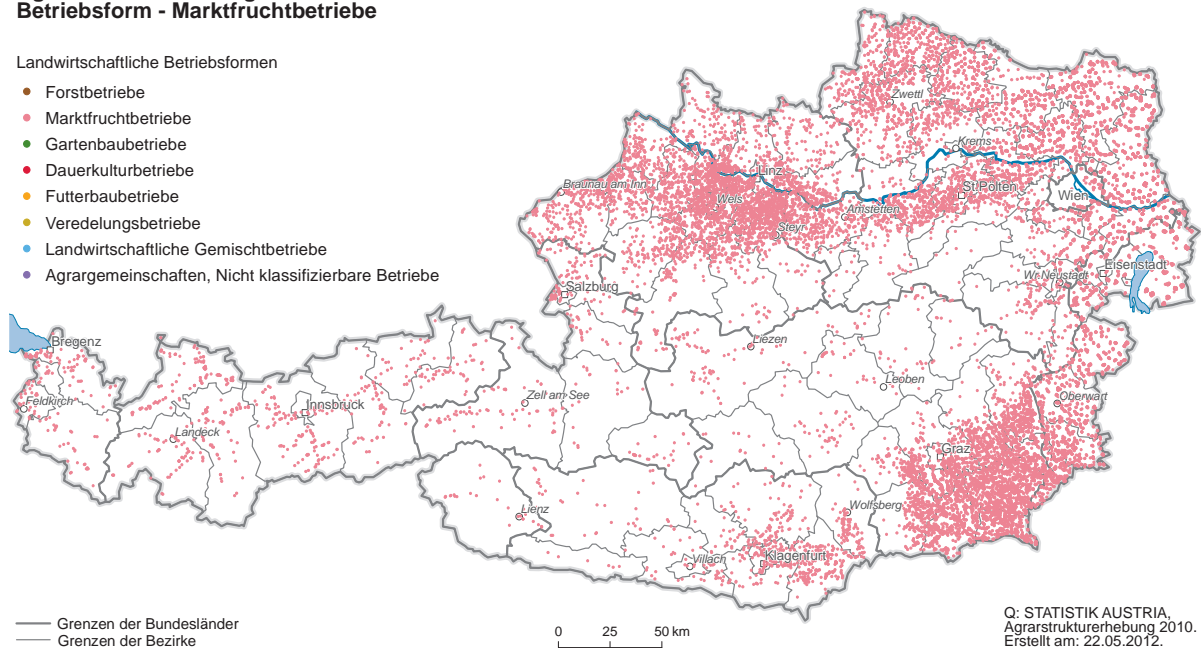 Betriebsform - Marktfruchtbetriebe
Landwirtschaftliche Betriebsformen
Forstbetriebe
Marktfruchtbetriebe
Gartenbaubetriebe
Dauerkulturbetriebe
Futterbaubetriebe
Veredelungsbetriebe
Landwirtschaftliche Gemischtbetriebe
Agrargemeinschaften, Nicht klassifizierbare Betriebe
Zwettl
Krems
Linz
Braunau am Inn
St.Pölten
Wien
Wels
Amstetten
Steyr
Eisenstadt
W. Neustadt
Salzburg
Bregenz
Liezen
Leoben
Zell am See
Oberwart
Feldkirch
Innsbruck
Landeck
Graz
Wolfsberg
Lienz
Villach
Klagenfurt
Grenzen der Bundesländer
Grenzen der Bezirke
0 25 50 km
Q: STATISTIK AUSTRIA,
Agrarstrukturerhebung 2010.
Erstellt am: 22.05.2012.